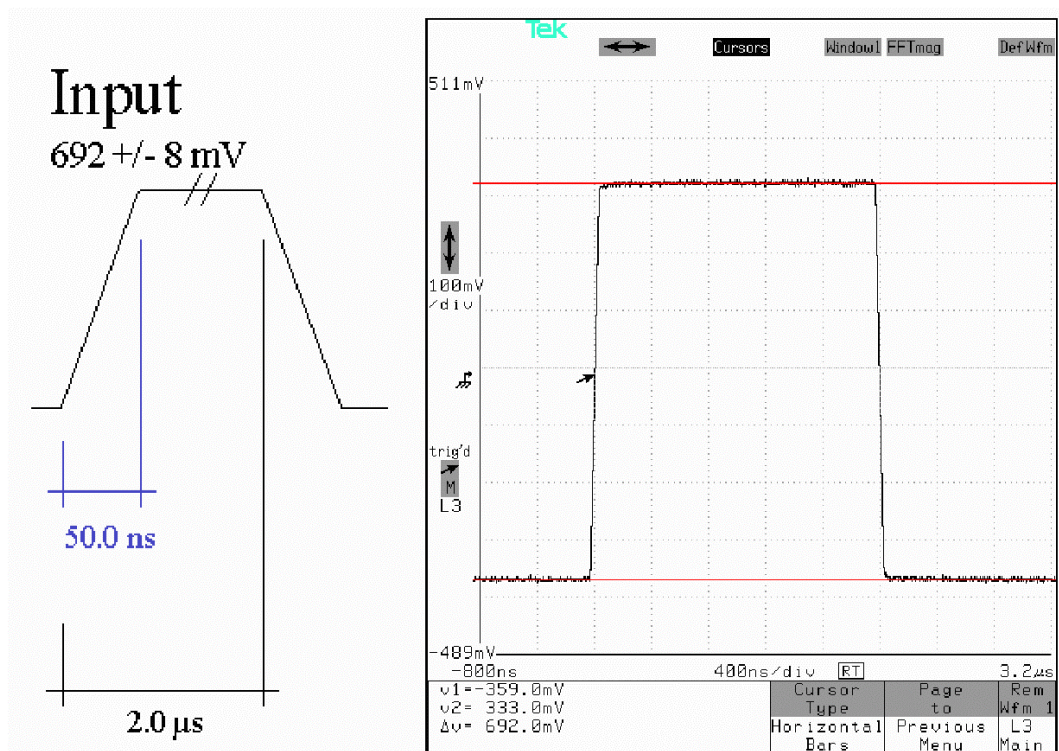 Input
692 +/- 8 mV
50.0 ns
2.0 µs
Tek
Cursors
Window1 FFTmag
DefWfm
511mV
100mV
/div
trig'd
M
L3
-489mV
-800ns
400ns/div
RT
3.2µs
v1=-359.0mV
v2= 333.0mV
Δv= 692.0mV
Cursor
Type
Horizontal
Bars
Page
to
Previous
Menu
Rem
Wfm 1
L3
Main